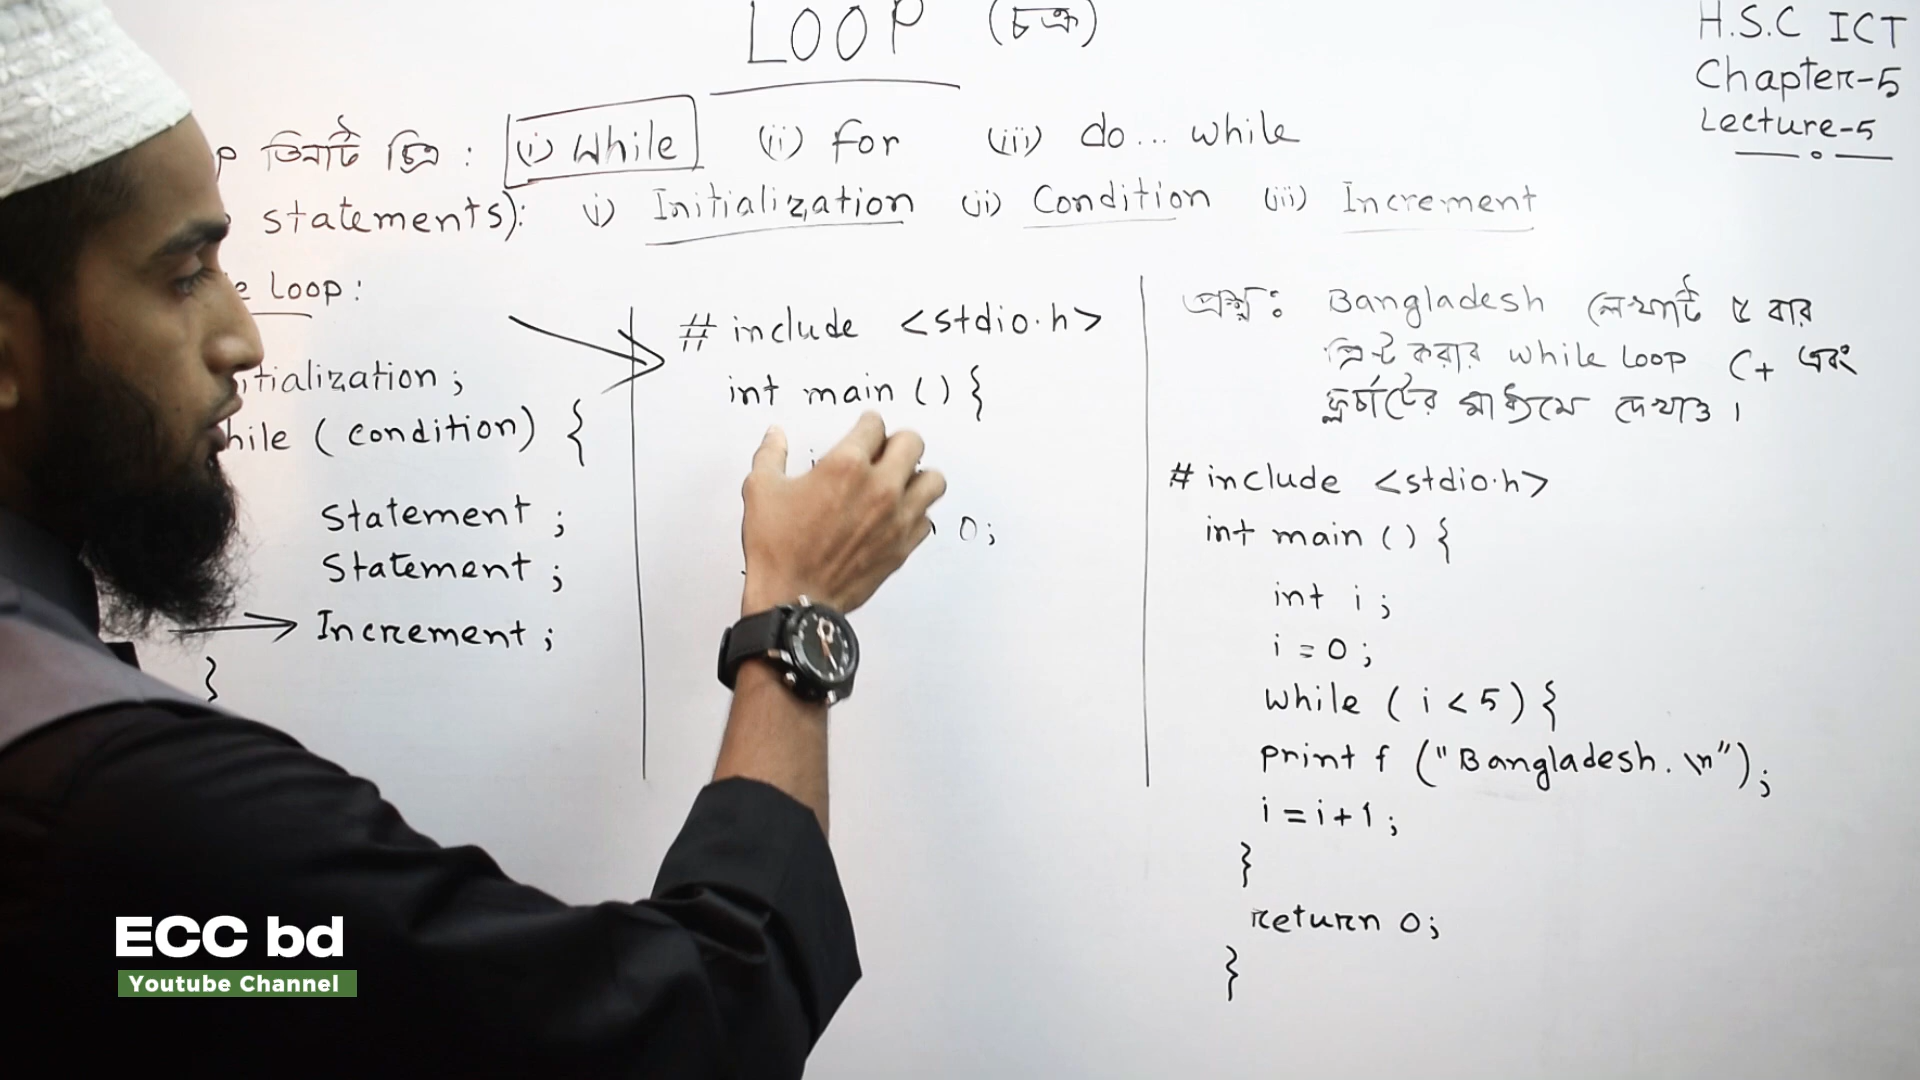 LOOP (চক্র)
H.S.C ICT
Chapter-5
Lecture-5
P তিনটি চিত্র : (i) While (ii) for (iii) do... while
statements): i) Initialization ii) Condition iii) Increment
e Loop :
itialization ;
hile ( condition) {
Statement ;
Statement ;
Increment ;
}
# include <stdio.h>
int main () {
0;
প্রশ্ন : Bangladesh লেখাটি ৫ বার
প্রিন্ট করার while Loop C+ এবং
ফ্লচার্টের মাধ্যমে দেখাও ।
# include <stdio.h>
int main () {
int i ;
i = 0 ;
while ( i < 5 ) {
print f ("Bangladesh. \n");
i = i + 1 ;
}
return 0;
}
ECC bd
Youtube Channel